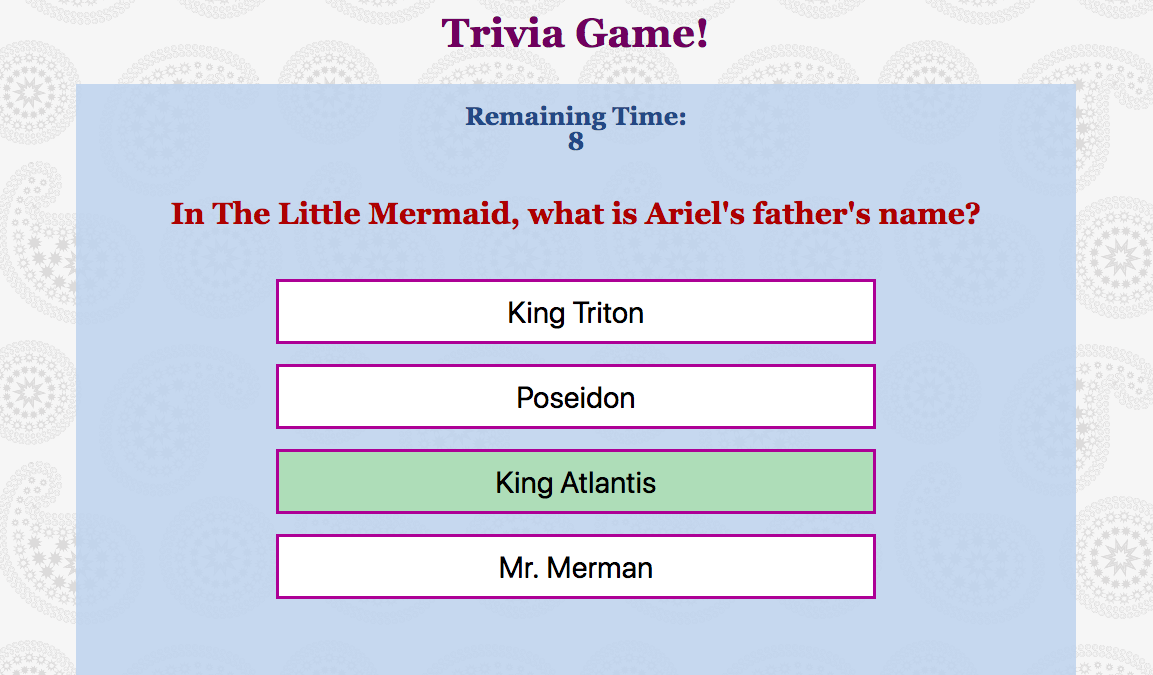 Trivia Game!
Remaining Time:
8
In The Little Mermaid, what is Ariel's father's name?
King Triton
Poseidon
King Atlantis
Mr. Merman